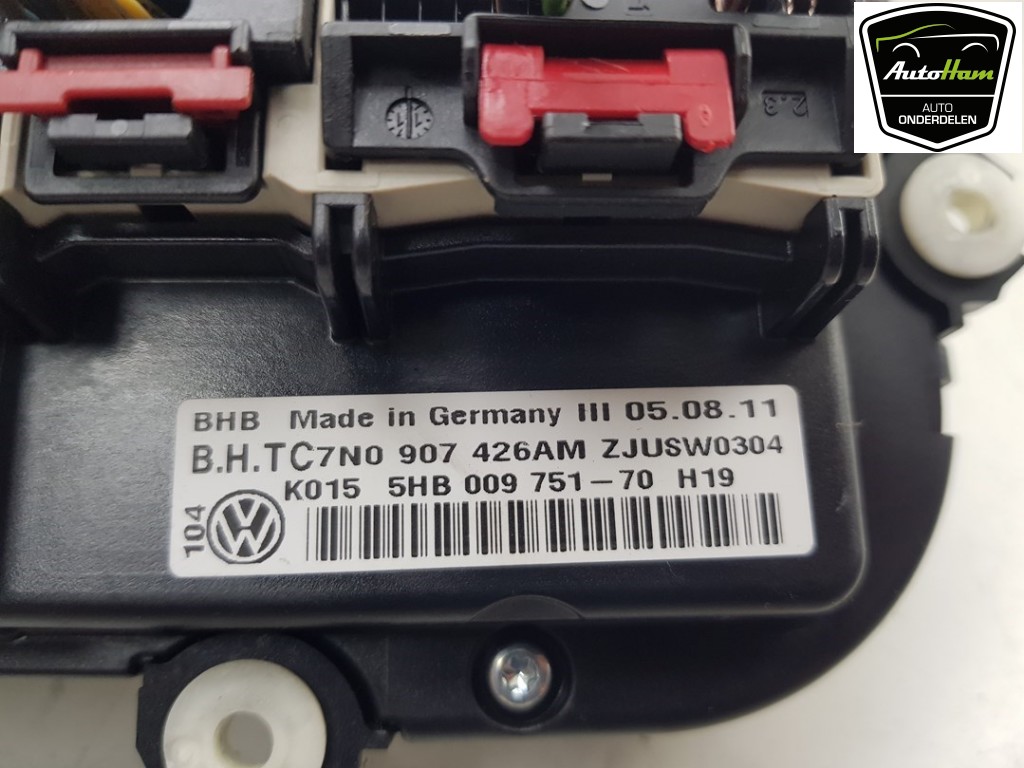 AutoHam
AUTO
ONDERDELEN
1
2.3
BHB Made in Germany III 05.08.11
B.H.TC7N0 907 426AM ZJUSW0304
K015 5HB 009 751-70 H19
104